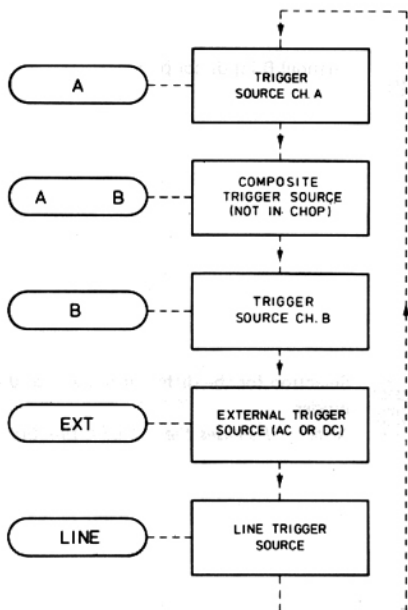 A
TRIGGER
SOURCE CH. A
A B
COMPOSITE
TRIGGER SOURCE
(NOT IN CHOP)
B
TRIGGER
SOURCE CH. B
EXT
EXTERNAL TRIGGER
SOURCE (AC OR DC)
LINE
LINE TRIGGER
SOURCE